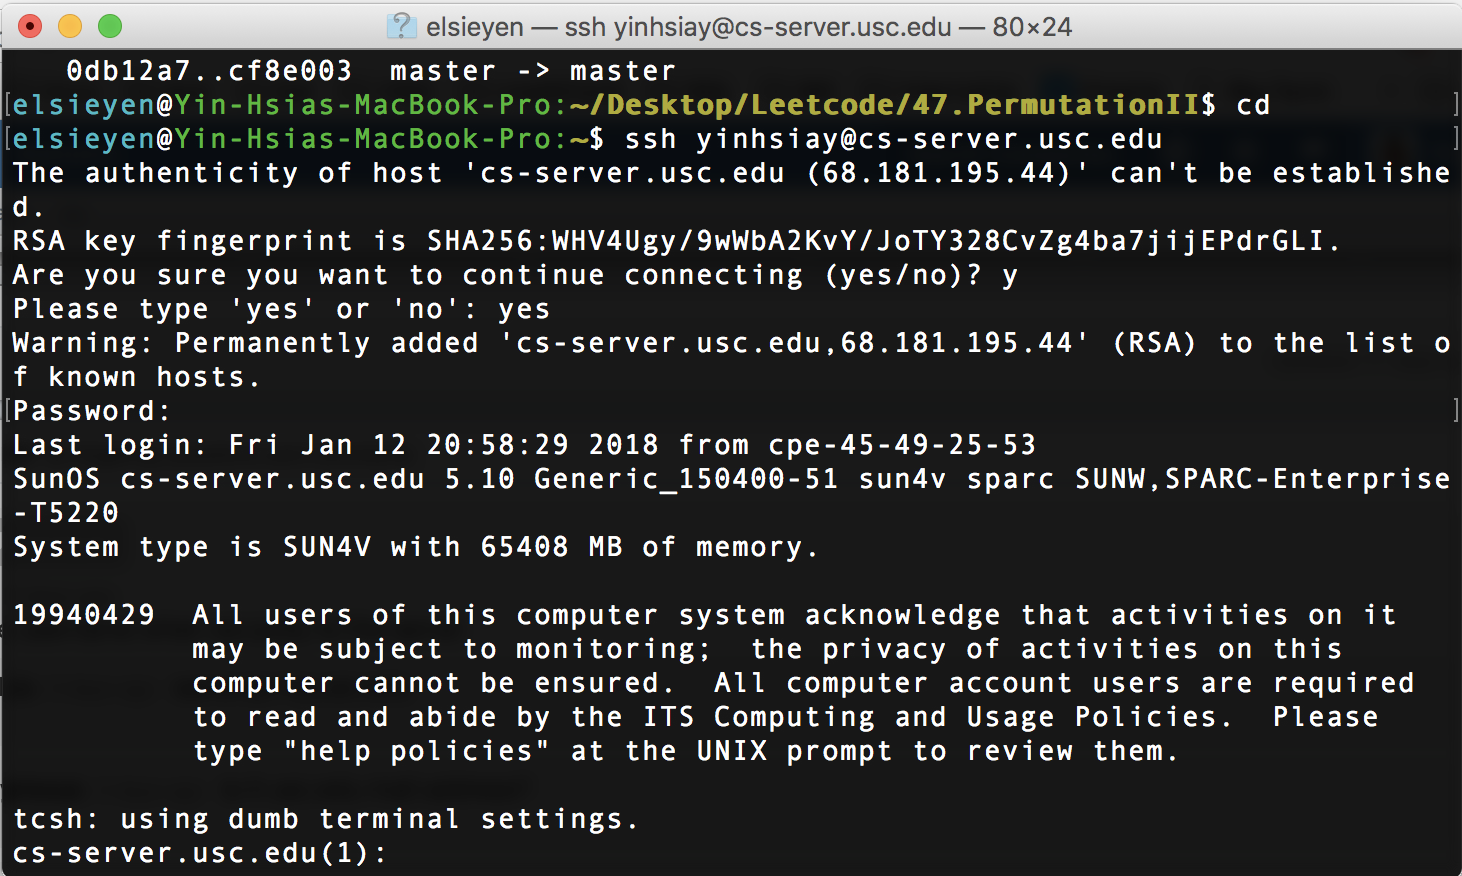 elsieyen — ssh yinhsiay@cs-server.usc.edu — 80×24
0db12a7..cf8e003  master -> master
[elsieyen@Yin-Hsias-MacBook-Pro:~/Desktop/Leetcode/47.PermutationII$ cd ]
[elsieyen@Yin-Hsias-MacBook-Pro:~$ ssh yinhsiay@cs-server.usc.edu ]
The authenticity of host 'cs-server.usc.edu (68.181.195.44)' can't be establishe
d.
RSA key fingerprint is SHA256:WHV4Ugy/9wWbA2KvY/JoTY328CvZg4ba7jijEPdrGLI.
Are you sure you want to continue connecting (yes/no)? y
Please type 'yes' or 'no': yes
Warning: Permanently added 'cs-server.usc.edu,68.181.195.44' (RSA) to the list o
f known hosts.
[Password: ]
Last login: Fri Jan 12 20:58:29 2018 from cpe-45-49-25-53
SunOS cs-server.usc.edu 5.10 Generic_150400-51 sun4v sparc SUNW,SPARC-Enterprise
-T5220
System type is SUN4V with 65408 MB of memory.
19940429  All users of this computer system acknowledge that activities on it
may be subject to monitoring;  the privacy of activities on this
computer cannot be ensured.  All computer account users are required
to read and abide by the ITS Computing and Usage Policies.  Please
type "help policies" at the UNIX prompt to review them.
tcsh: using dumb terminal settings.
cs-server.usc.edu(1):